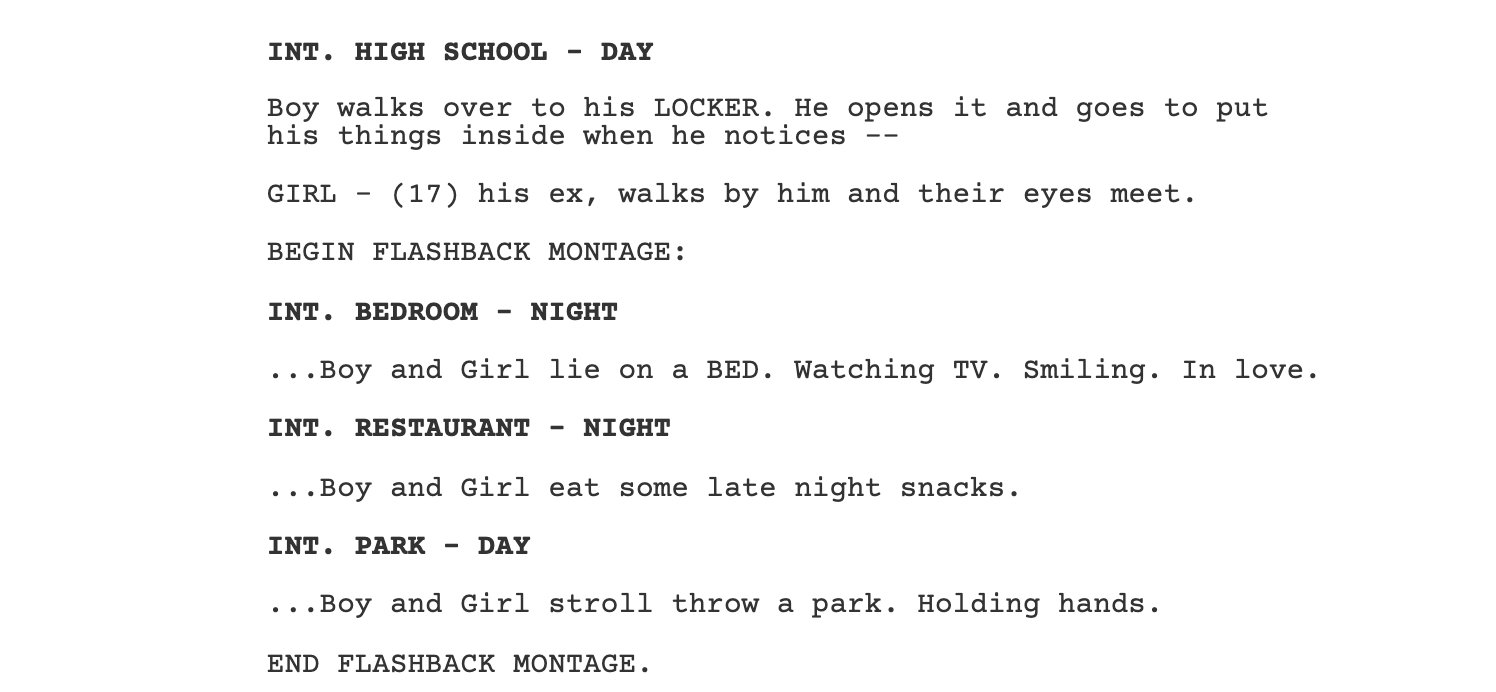 INT. HIGH SCHOOL - DAY
Boy walks over to his LOCKER. He opens it and goes to put
his things inside when he notices --
GIRL - (17) his ex, walks by him and their eyes meet.
BEGIN FLASHBACK MONTAGE:
INT. BEDROOM - NIGHT
...Boy and Girl lie on a BED. Watching TV. Smiling. In love.
INT. RESTAURANT - NIGHT
...Boy and Girl eat some late night snacks.
INT. PARK - DAY
...Boy and Girl stroll throw a park. Holding hands.
END FLASHBACK MONTAGE.